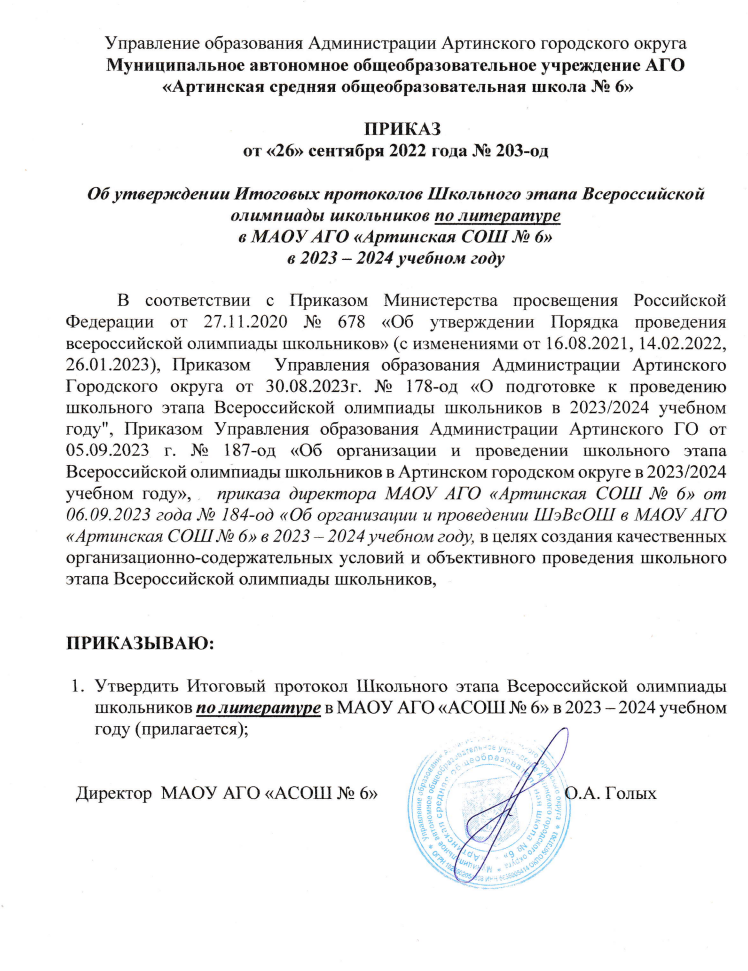 Управление образования Администрации Артинского городского округа
Муниципальное автономное общеобразовательное учреждение АГО
«Артинская средняя общеобразовательная школа № 6»
ПРИКАЗ
от «26» сентября 2022 года № 203-од
Об утверждении Итоговых протоколов Школьного этапа Всероссийской
олимпиады школьников по литературе
в МАОУ АГО «Артинская СОШ № 6»
в 2023 – 2024 учебном году
В соответствии с Приказом Министерства просвещения Российской
Федерации от 27.11.2020 № 678 «Об утверждении Порядка проведения
всероссийской олимпиады школьников» (с изменениями от 16.08.2021, 14.02.2022,
26.01.2023), Приказом Управления образования Администрации Артинского
Городского округа от 30.08.2023г. № 178-од «О подготовке к проведению
школьного этапа Всероссийской олимпиады школьников в 2023/2024 учебном
году", Приказом Управления образования Администрации Артинского ГО от
05.09.2023 г. № 187-од «Об организации и проведении школьного этапа
Всероссийской олимпиады школьников в Артинском городском округе в 2023/2024
учебном году», приказа директора МАОУ АГО «Артинская СОШ № 6» от
06.09.2023 года № 184-од «Об организации и проведении ШэВсОШ в МАОУ АГО
«Артинская СОШ № 6» в 2023 – 2024 учебном году, в целях создания качественных
организационно-содержательных условий и объективного проведения школьного
этапа Всероссийской олимпиады школьников,
ПРИКАЗЫВАЮ:
1. Утвердить Итоговый протокол Школьного этапа Всероссийской олимпиады
школьников по литературе в МАОУ АГО «АСОШ № 6» в 2023 – 2024 учебном
году (прилагается);
Директор МАОУ АГО «АСОШ № 6» О.А. Голых